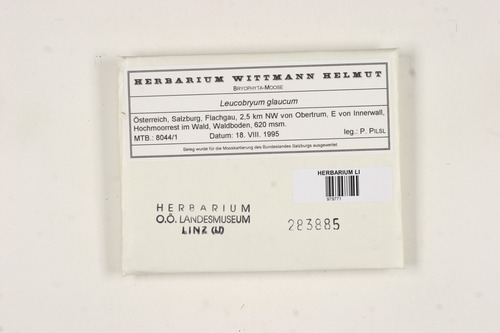 HERBARIUM WITTMANN HELMUT
BRYOPHYTA-MOOSE
Leucobryum glaucum
Österreich, Salzburg, Flachgau, 2,5 km NW von Obertrum, E von Innerwall,
Hochmoorrest im Wald, Waldboden, 620 msm.
MTB.: 8044/1 Datum: 18. VIII. 1995 leg.: P. PILSL
Beleg wurde für die Mooskartierung des Bundeslandes Salzburgs ausgewertet
HERBARIUM LI
979771
HERBARIUM
O.Ö. LANDESMUSEUM
LINZ (LI)
283885